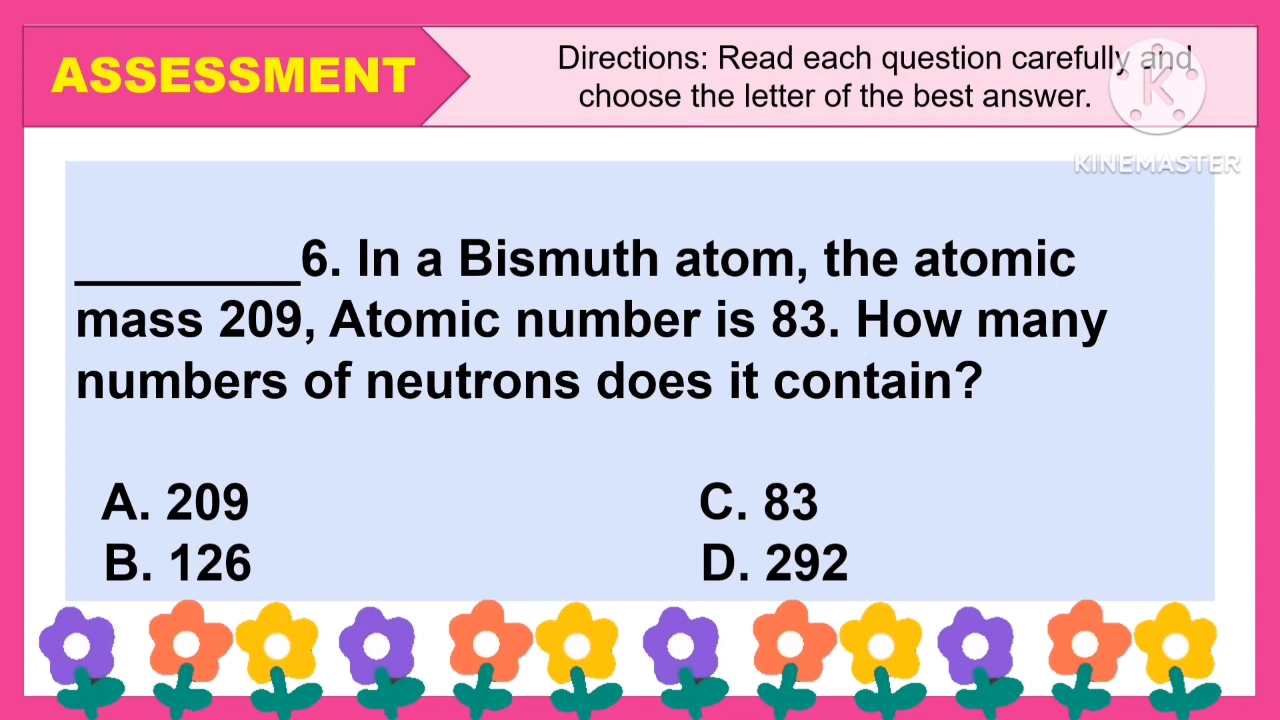 ASSESSMENT
Directions: Read each question carefully and
choose the letter of the best answer.
K
KINEMASTER
________6. In a Bismuth atom, the atomic
mass 209, Atomic number is 83. How many
numbers of neutrons does it contain?
A. 209
C. 83
B. 126
D. 292